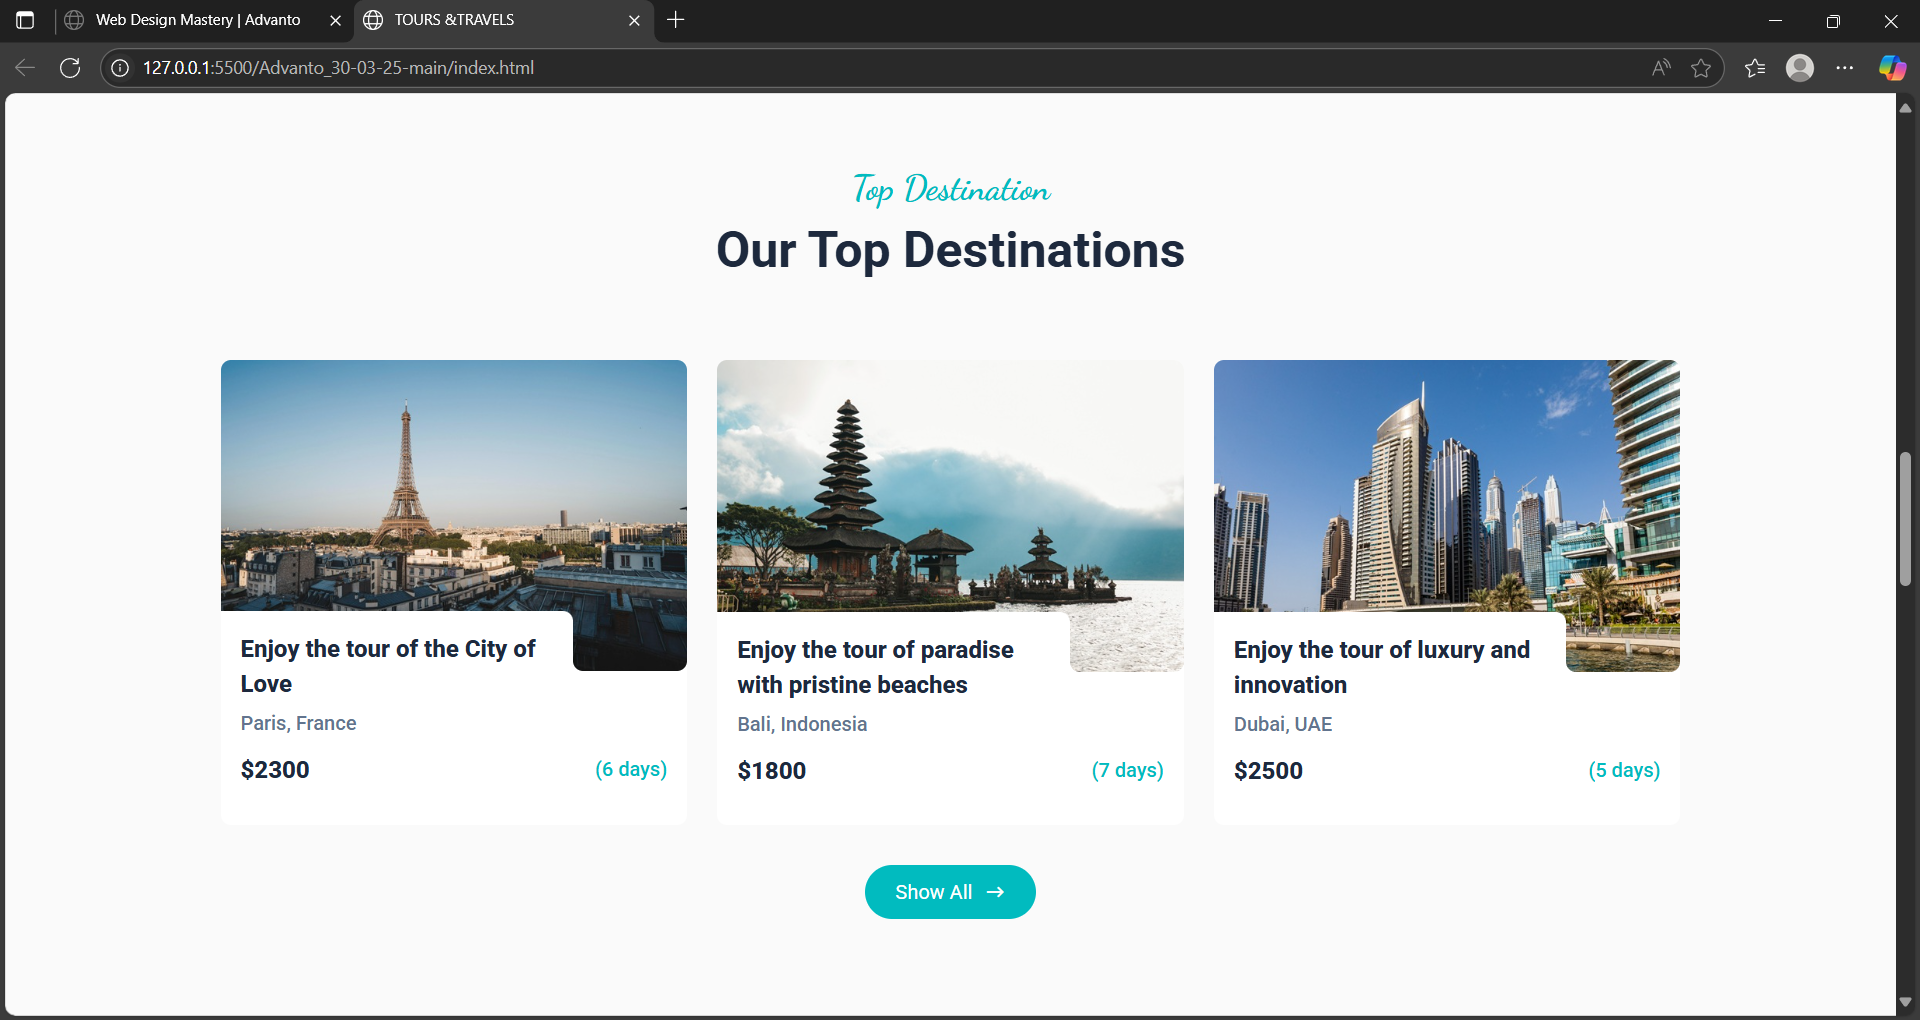 Web Design Mastery | Advanto
TOURS &TRAVELS
127.0.0.1:5500/Advanto_30-03-25-main/index.html
Top Destination
Our Top Destinations
Enjoy the tour of the City of
Love
Paris, France
$2300 (6 days)
Enjoy the tour of paradise
with pristine beaches
Bali, Indonesia
$1800 (7 days)
Enjoy the tour of luxury and
innovation
Dubai, UAE
$2500 (5 days)
Show All →